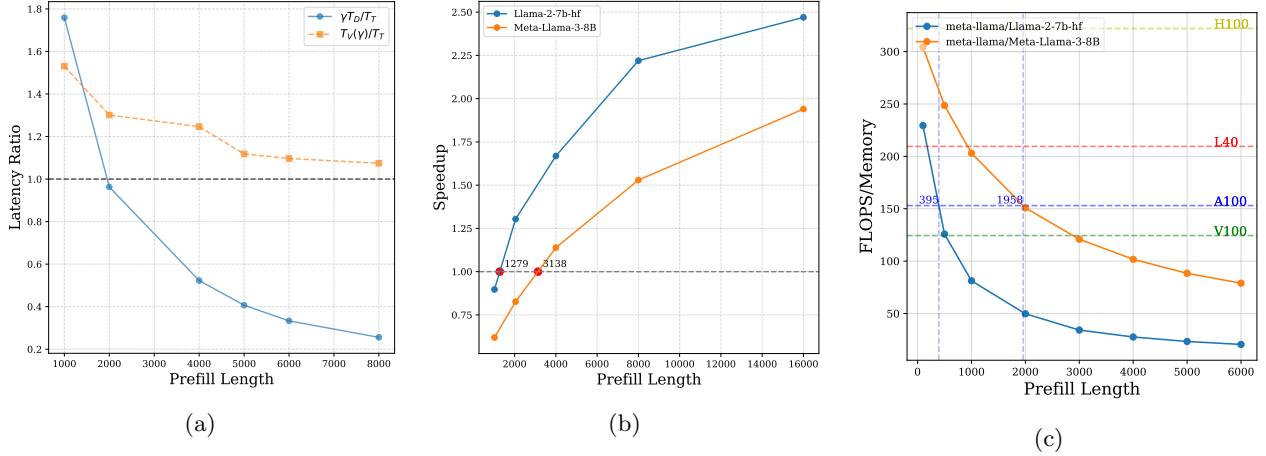 γT_D/T_T
T_V(γ)/T_T
1.8
1.6
1.4
1.2
1.0
0.8
0.6
0.4
0.2
Latency Ratio
1000 2000 3000 4000 5000 6000 7000 8000
Prefill Length
(a)
Llama-2-7b-hf
Meta-Llama-3-8B
2.50
2.25
2.00
1.75
1.50
1.25
1.00
0.75
Speedup
1279
3138
2000 4000 6000 8000 10000 12000 14000 16000
Prefill Length
(b)
meta-llama/Llama-2-7b-hf
meta-llama/Meta-Llama-3-8B
H100
L40
A100
V100
300
250
200
150
100
50
FLOPS/Memory
395
1958
0 1000 2000 3000 4000 5000 6000
Prefill Length
(c)